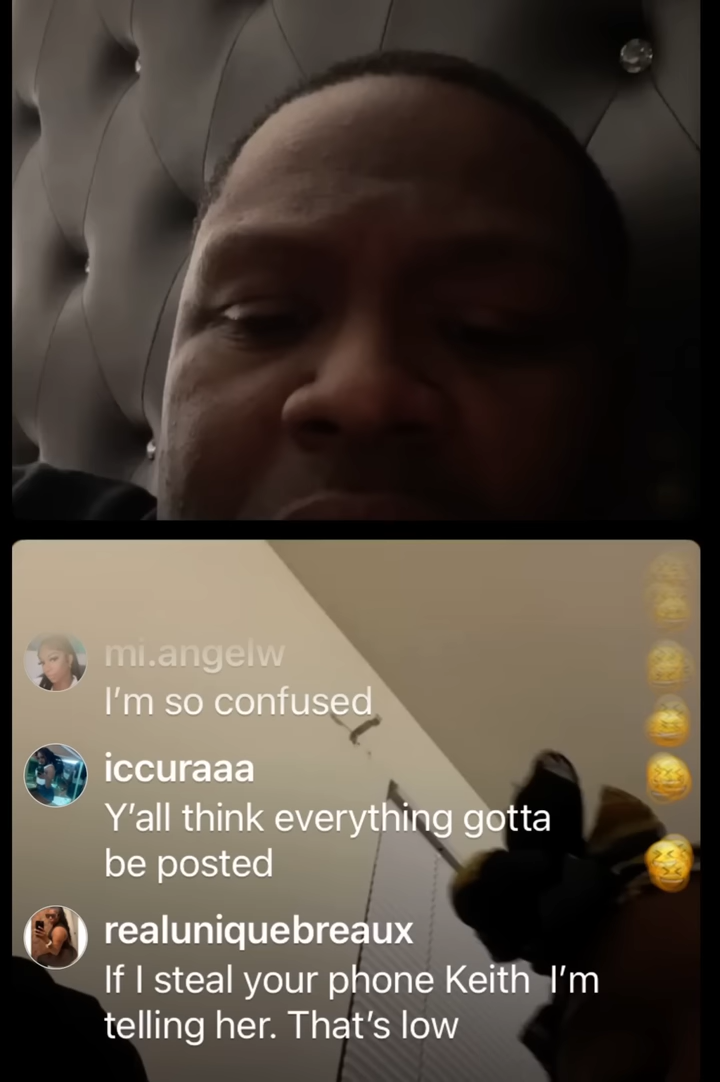 mi.angelw
I'm so confused
iccuraaa
Y'all think everything gotta
be posted
realuniquebreaux
If I steal your phone Keith  I'm
telling her. That's low